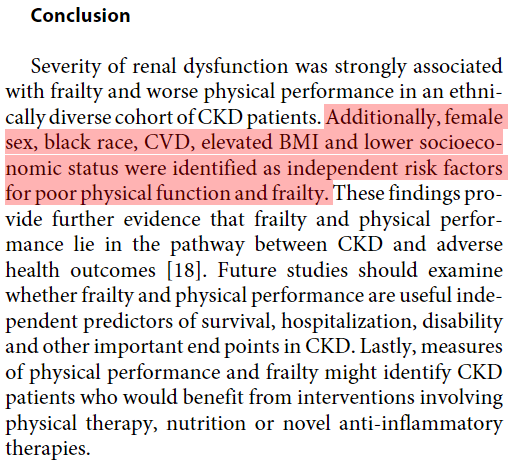 Conclusion
Severity of renal dysfunction was strongly associated
with frailty and worse physical performance in an ethni-
cally diverse cohort of CKD patients. Additionally, female
sex, black race, CVD, elevated BMI and lower socioeco-
nomic status were identified as independent risk factors
for poor physical function and frailty. These findings pro-
vide further evidence that frailty and physical perfor-
mance lie in the pathway between CKD and adverse
health outcomes [18]. Future studies should examine
whether frailty and physical performance are useful inde-
pendent predictors of survival, hospitalization, disability
and other important end points in CKD. Lastly, measures
of physical performance and frailty might identify CKD
patients who would benefit from interventions involving
physical therapy, nutrition or novel anti-inflammatory
therapies.